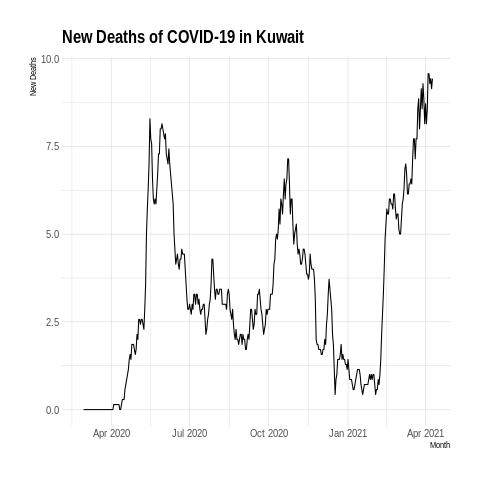 New Deaths of COVID-19 in Kuwait
New Deaths
10.0
7.5
5.0
2.5
0.0
Apr 2020 Jul 2020 Oct 2020 Jan 2021 Apr 2021
Month